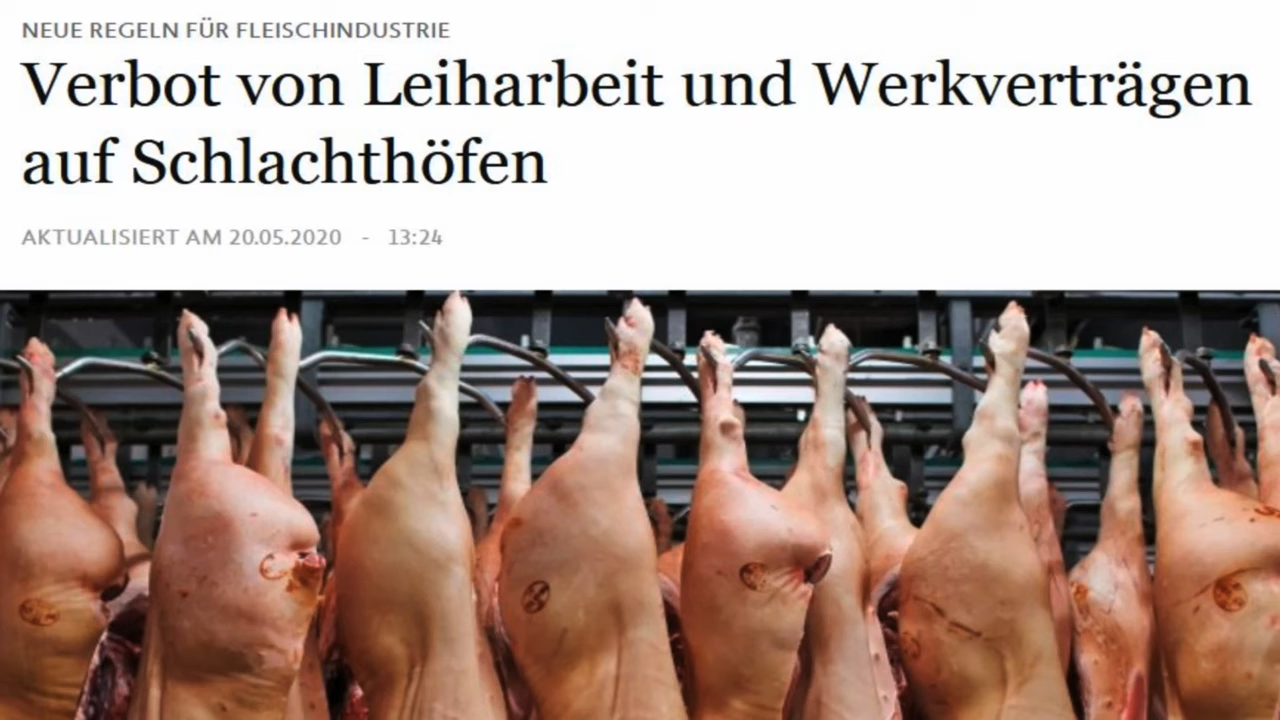 NEUE REGELN FÜR FLEISCHINDUSTRIE
Verbot von Leiharbeit und Werkverträgen
auf Schlachthöfen
AKTUALISIERT AM 20.05.2020 - 13:24